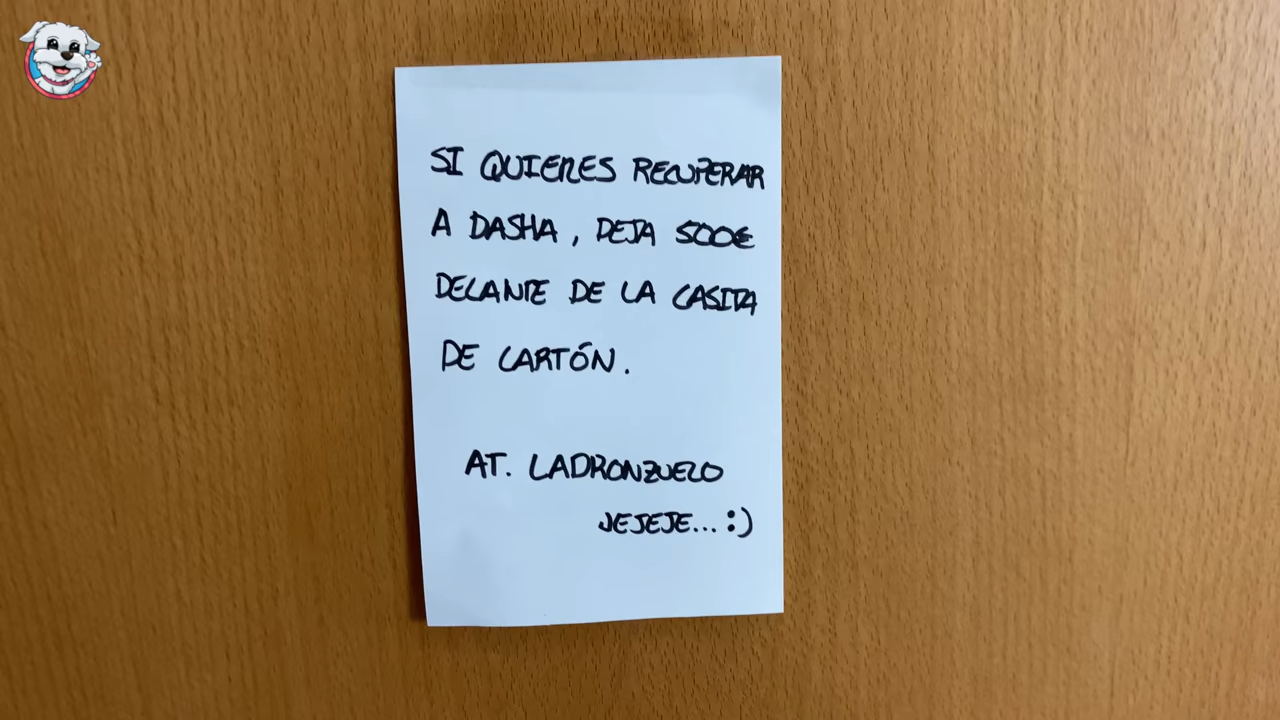 SI QUIERES RECUPERAR
A DASHA, DEJA 500€
DELANTE DE LA CASITA
DE CARTÓN.
AT. LADRONZUELO
JEJEJE... :)